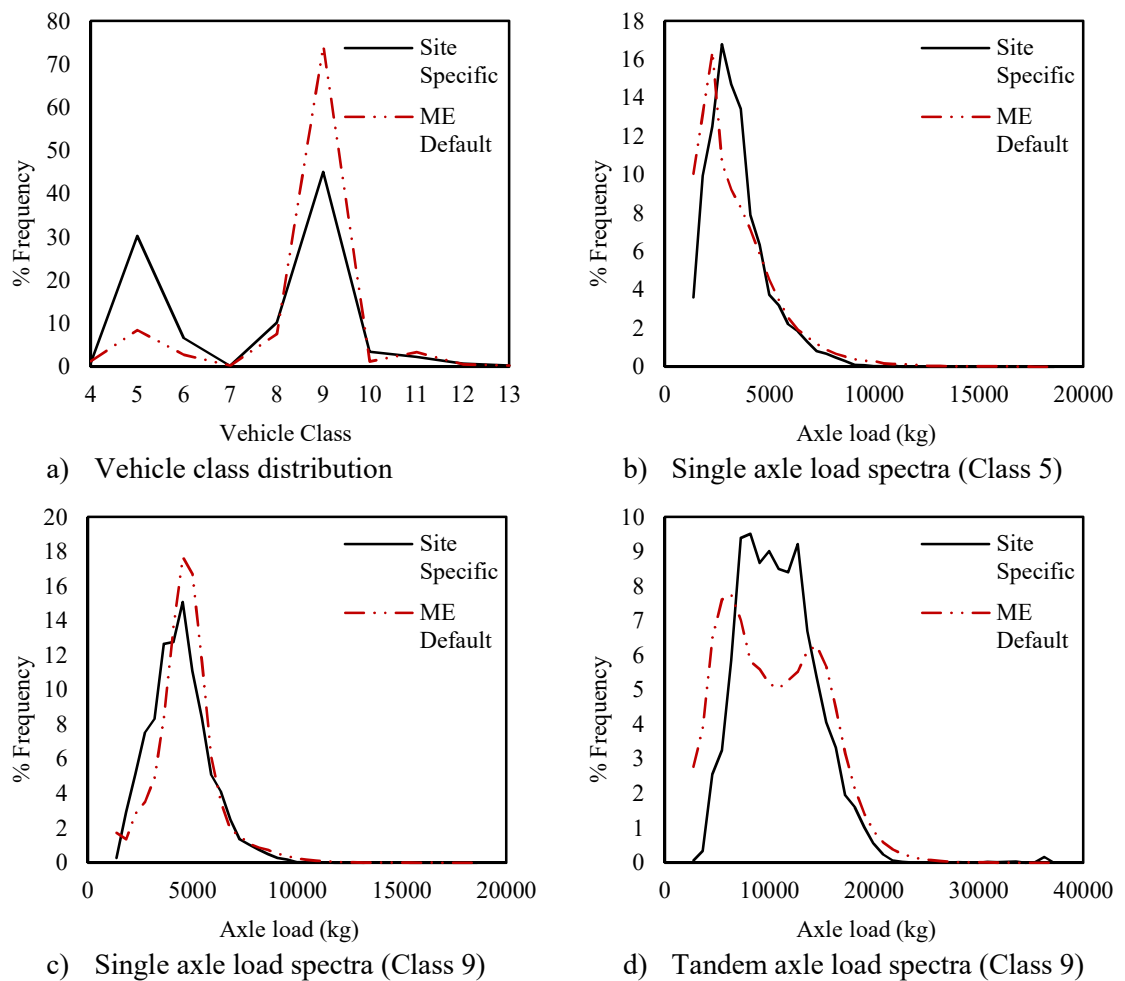 80
70
60
50
40
30
20
10
0
% Frequency
4 5 6 7 8 9 10 11 12 13
Vehicle Class
Site
Specific
ME
Default
a) Vehicle class distribution
18
16
14
12
10
8
6
4
2
0
% Frequency
0 5000 10000 15000 20000
Axle load (kg)
Site
Specific
ME
Default
b) Single axle load spectra (Class 5)
20
18
16
14
12
10
8
6
4
2
0
% Frequency
0 5000 10000 15000 20000
Axle load (kg)
Site
Specific
ME
Default
c) Single axle load spectra (Class 9)
10
9
8
7
6
5
4
3
2
1
0
% Frequency
0 10000 20000 30000 40000
Axle load (kg)
Site
Specific
ME
Default
d) Tandem axle load spectra (Class 9)